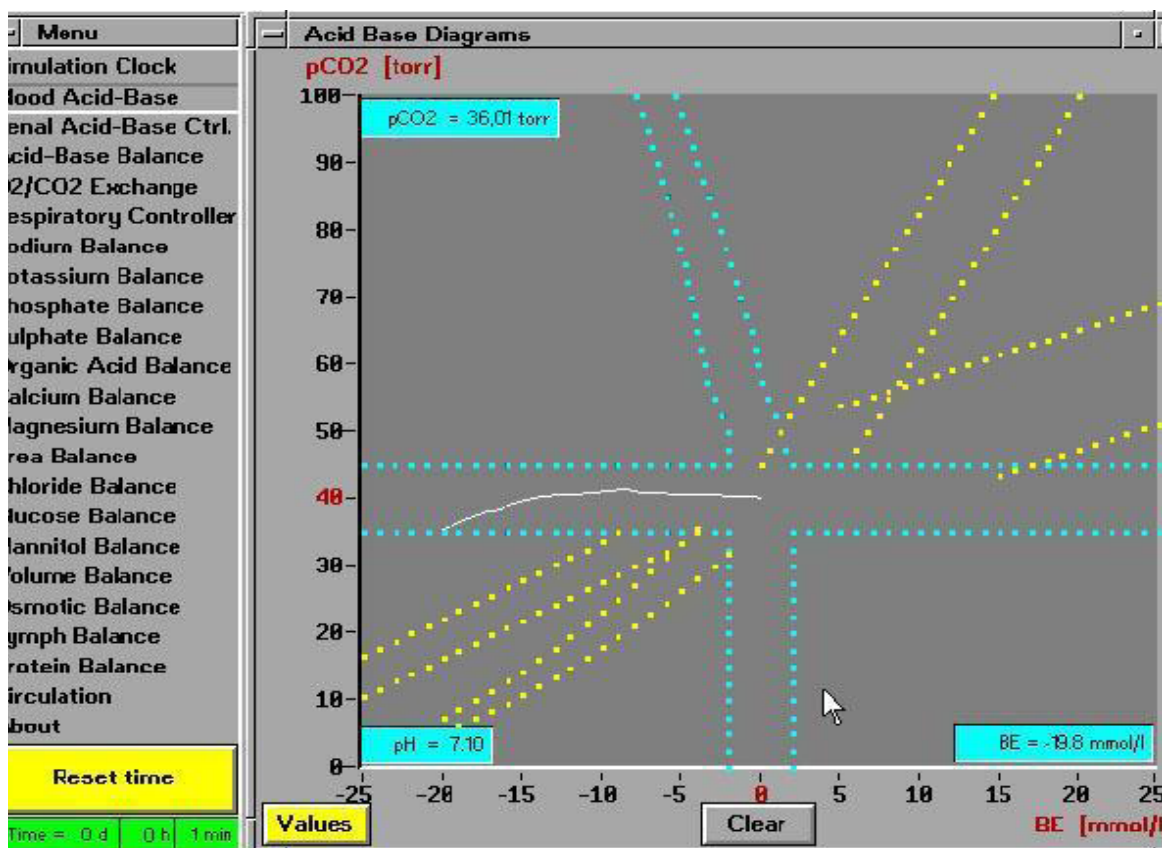 Menu
imulation Clock
lood Acid-Base
enal Acid-Base Ctrl.
cid-Base Balance
2/CO2 Exchange
espiratory Controller
odium Balance
otassium Balance
hosphate Balance
ulphate Balance
rganic Acid Balance
alcium Balance
agnesium Balance
rea Balance
hloride Balance
lucose Balance
annitol Balance
olume Balance
smotic Balance
ymph Balance
rotein Balance
irculation
bout
Reset time
Time = 0 d 0 h 1 min
Acid Base Diagrams
pCO2 [torr]
pCO2 = 36,01 torr
100
90
80
70
60
50
40
30
20
10
0
pH = 7.10
BE = -19.8 mmol/l
-25 -20 -15 -10 -5 0 5 10 15 20 25
Values
Clear
BE [mmol/l